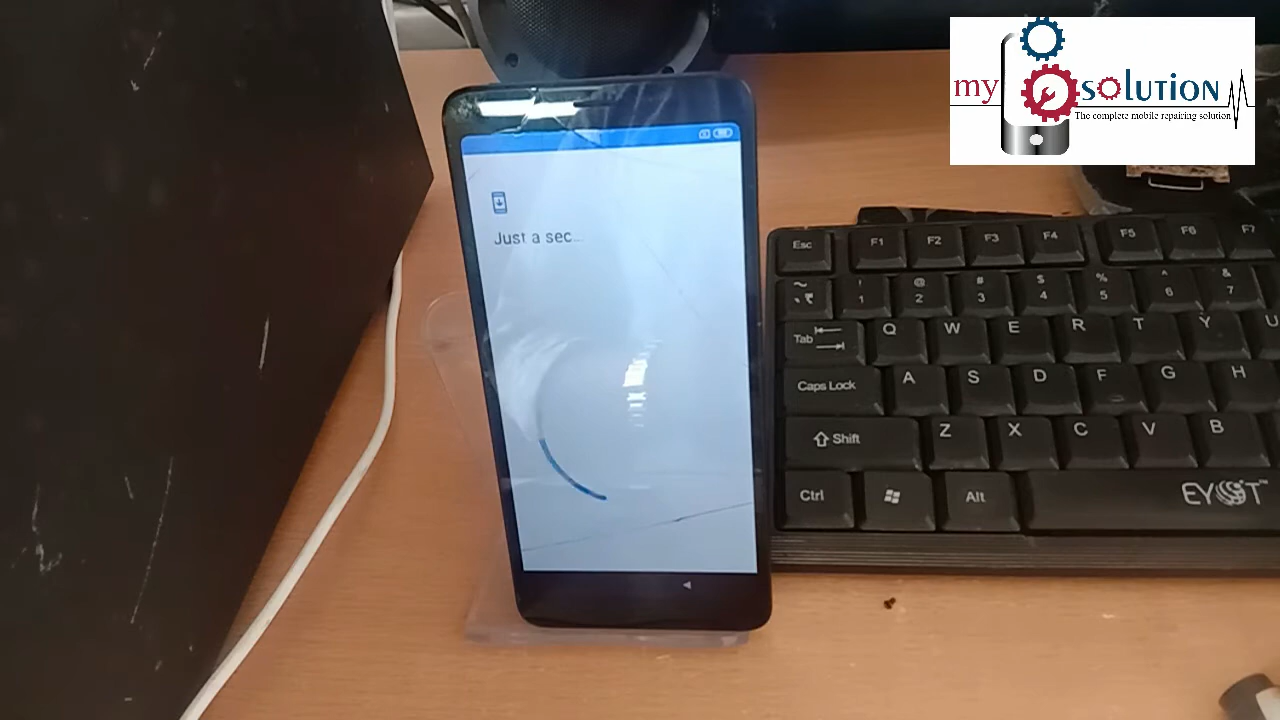 my SOLUTION
The complete mobile repairing solution
Just a sec...
Esc F1 F2 F3 F4 F5 F6 F7
~ ` ₹ ! 1 @ 2 # 3 $ 4 % 5 ^ 6 & 7
Tab Q W E R T Y U
Caps Lock A S D F G H
Shift Z X C V B
Ctrl Alt EYOT™